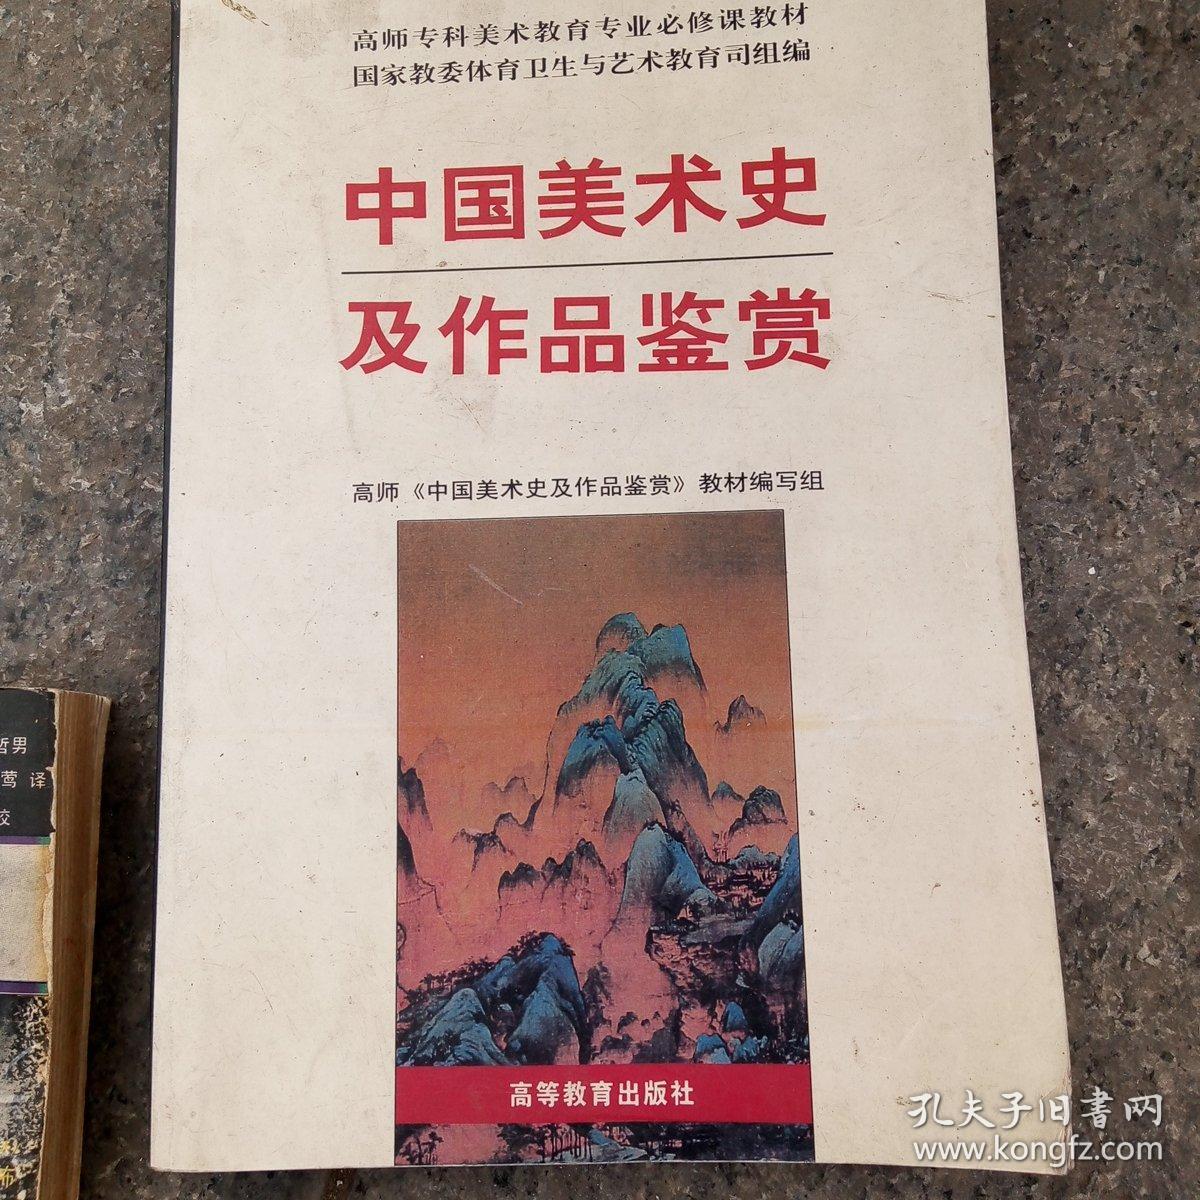 高师专科美术教育专业必修课教材
国家教委体育卫生与艺术教育司组编
中国美术史
及作品鉴赏
高师《中国美术史及作品鉴赏》教材编写组
高等教育出版社
哲男
莺 译
校
布
孔夫子旧书网
www.kongfz.com